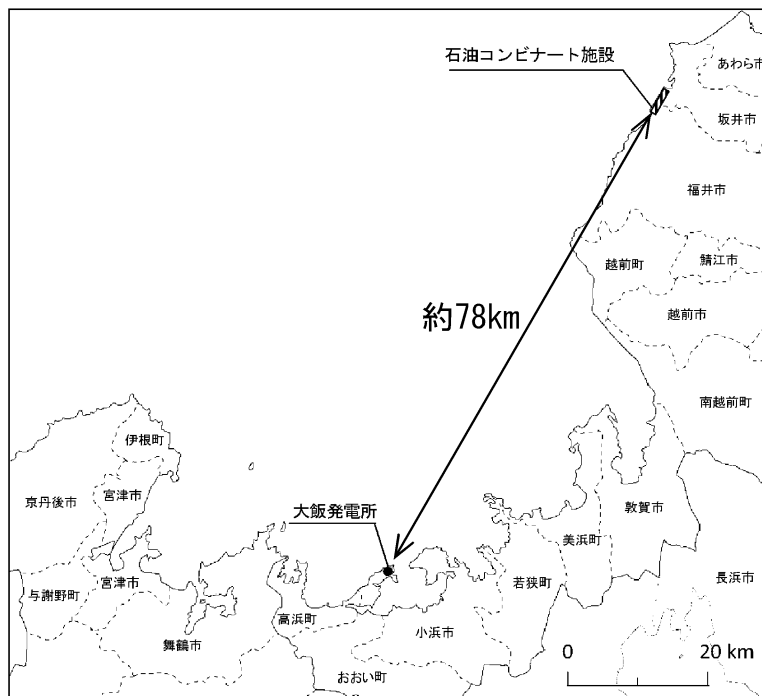 石油コンビナート施設
あわら市
坂井市
福井市
越前町
鯖江市
約78km
越前市
南越前町
伊根町
京丹後市
宮津市
大飯発電所
敦賀市
美浜町
若狭町
長浜市
与謝野町
宮津市
高浜町
小浜市
舞鶴市
おおい町
0
20 km